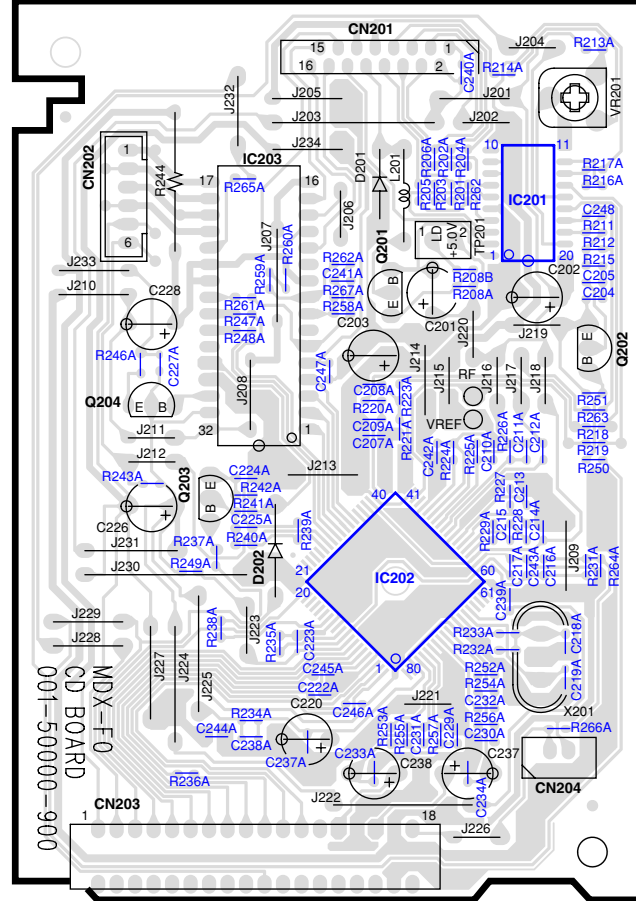 CN201
15
1
16
2
J204
R213A
R214A
C240A
VR201
J205
J201
J203
J202
J234
J232
CN202
1
6
R244
IC203
17
16
R265A
D201
L201
R206A
R202A
R204A
R205
R203
R201
R262
10
11
IC201
1
20
R217A
R216A
C248
R211
R212
R215
C205
C204
J206
J207
R260A
R259A
Q201
B
E
1
LD
2
+5.0V
TP201
J233
J210
C228
R262A
C241A
R267A
R258A
R261A
R247A
R248A
C203
C201
R208B
R208A
C202
J219
J220
Q202
E
B
R246A
C227A
Q204
E
B
J208
C247A
C208A
R220A
C209A
C207A
R223A
R221A
J214
J215
RF
VREF
J216
J217
J218
R251
R263
R218
R219
R250
C242A
R224A
R225A
C210A
R226A
C211A
C212A
32
1
J211
J212
J213
R243A
Q203
E
B
C224A
R242A
R241A
C225A
R240A
C226
R237A
R249A
D202
R239A
J231
J230
40
41
IC202
21
20
60
61
1
80
R227
C213
R229A
C215
R228
C214A
C217A
C243A
C216A
J209
R231A
R264A
C239A
J229
J228
J227
J224
J225
R238A
J223
R235A
C223A
C245A
C222A
R233A
R232A
C218A
C219A
X201
R252A
R254A
C232A
R256A
C230A
R266A
CN204
J221
C220
C246A
R253A
R255A
C231A
R257A
C229A
R234A
C244A
C238A
C237A
C233A
C238
C237
C234A
R236A
J222
CN203
1
18
J226
MDX-F0
CD BOARD
001-50000-900